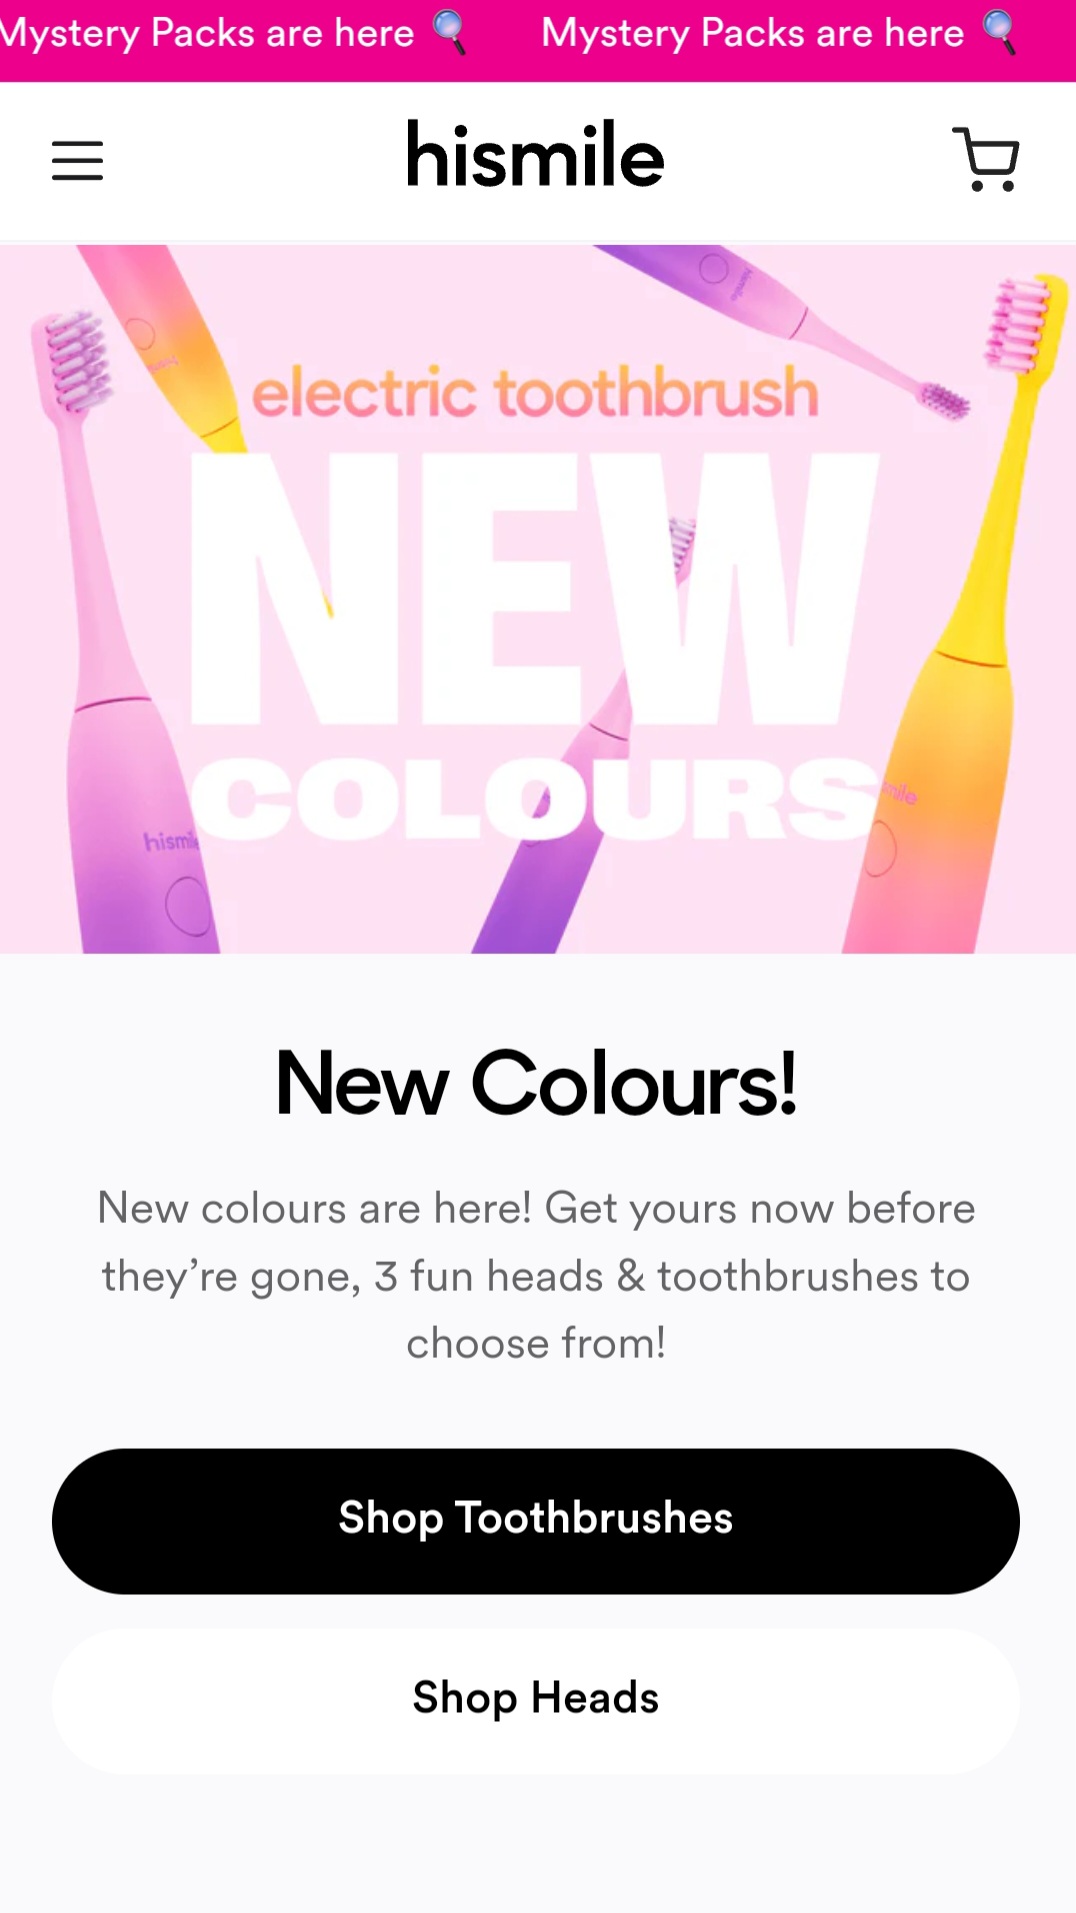 Mystery Packs are here 🔍 Mystery Packs are here 🔍
hismile
hismile
electric toothbrush
NEW
COLOURS
smile
hismile
New Colours!
New colours are here! Get yours now before
they’re gone, 3 fun heads & toothbrushes to
choose from!
Shop Toothbrushes
Shop Heads